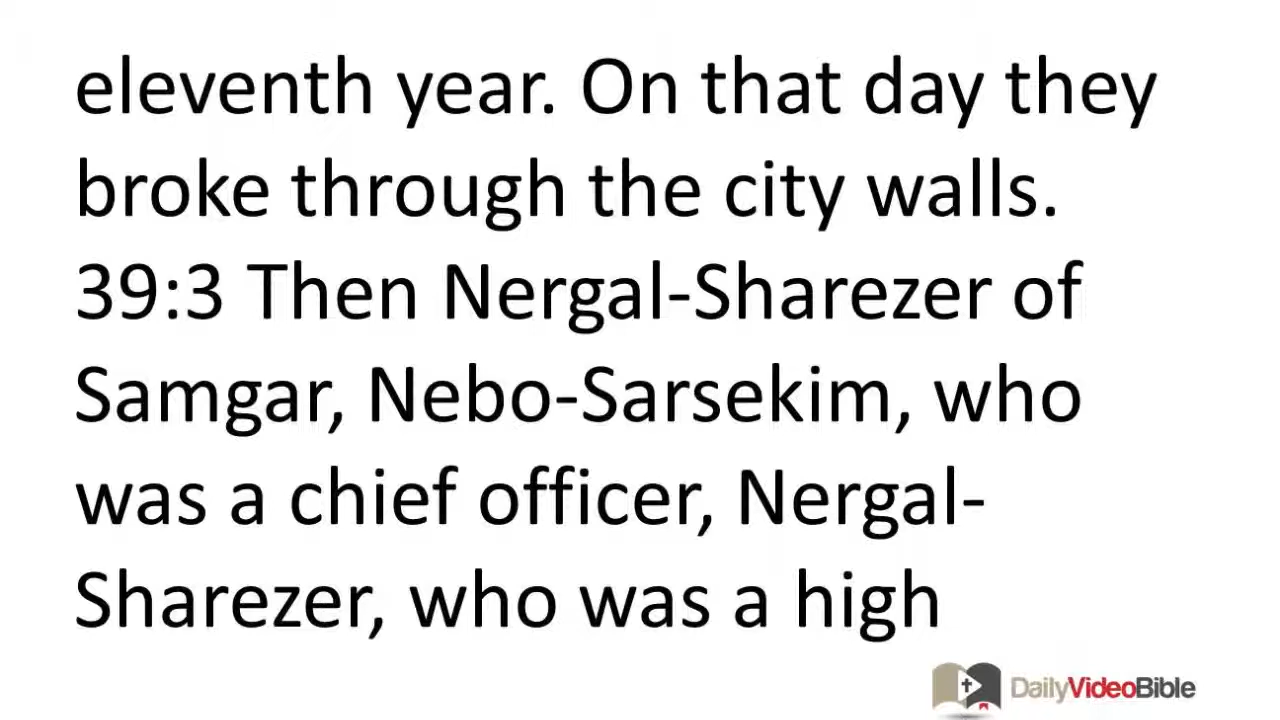 eleventh year. On that day they
broke through the city walls.
39:3 Then Nergal-Sharezer of
Samgar, Nebo-Sarsekim, who
was a chief officer, Nergal-
Sharezer, who was a high
DailyVideoBible